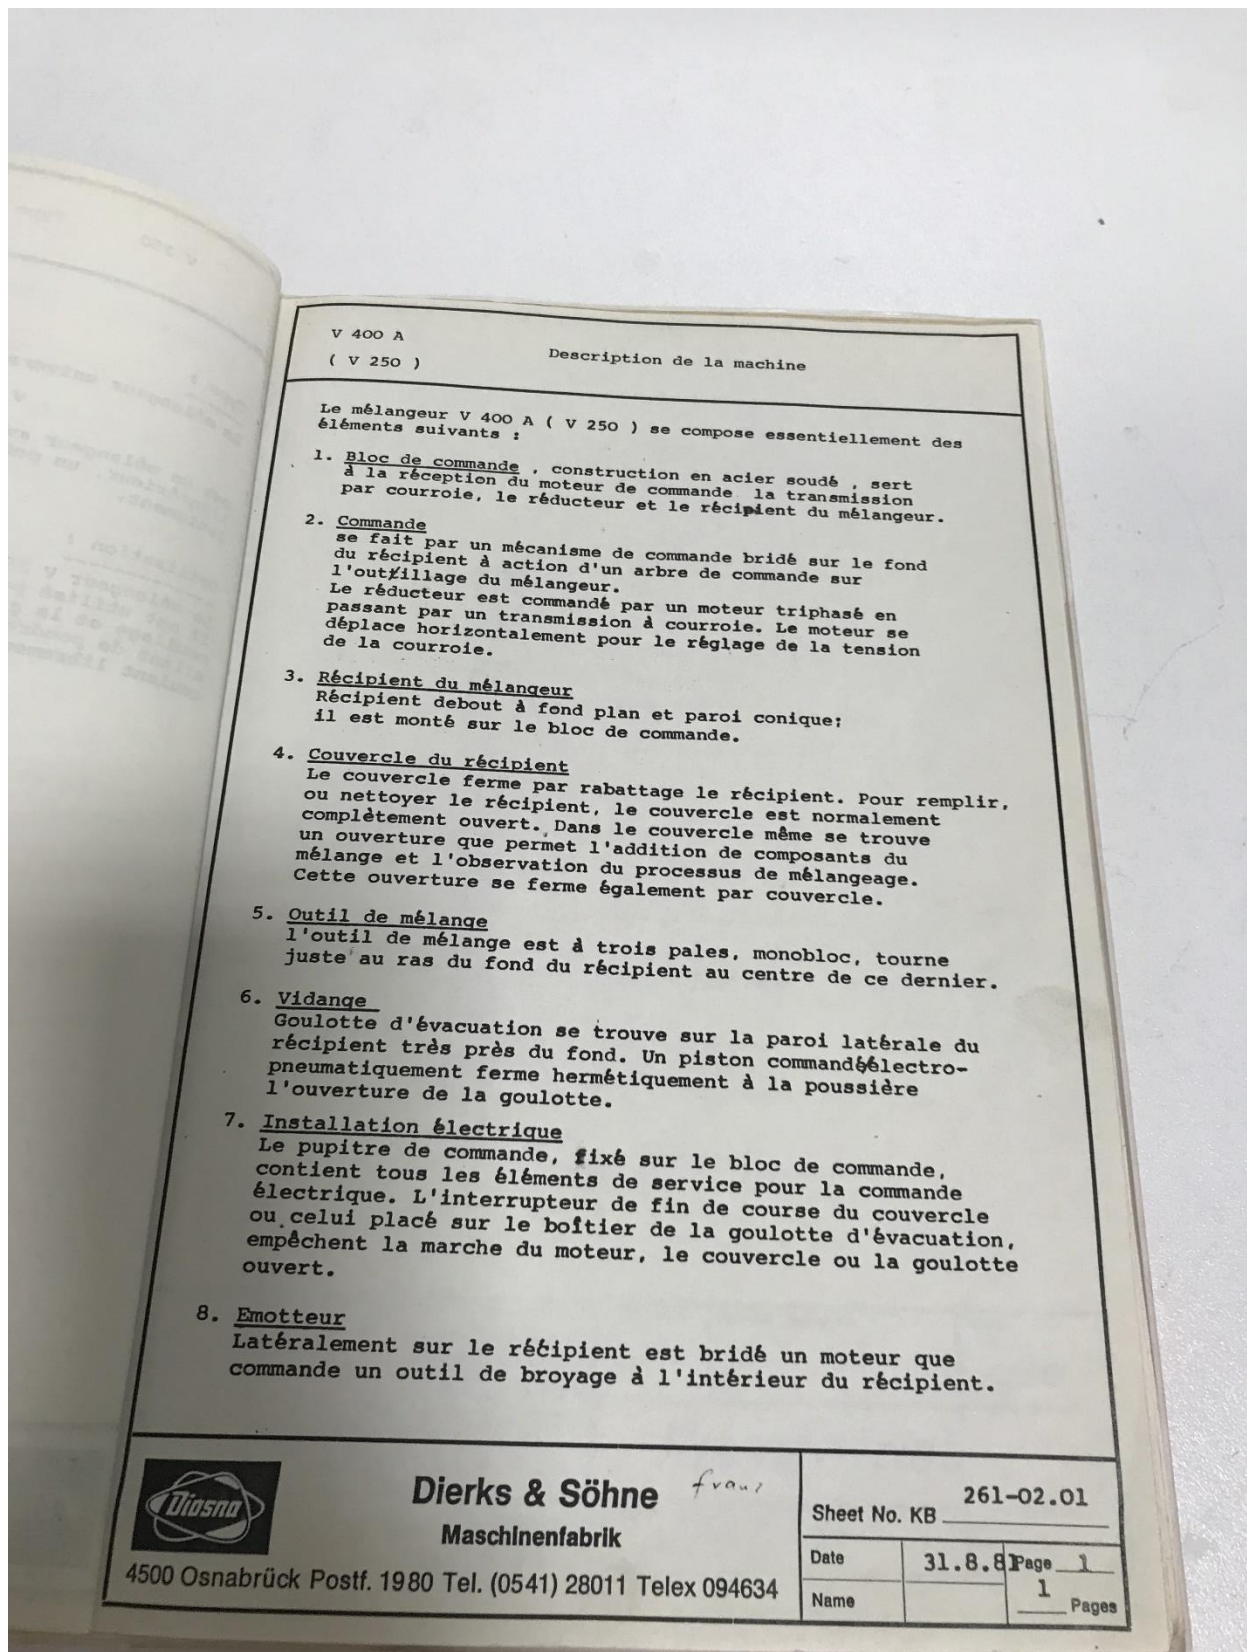 V 400 A
( V 250 )
Description de la machine
Le mélangeur V 400 A ( V 250 ) se compose essentiellement des
éléments suivants :
1. Bloc de commande , construction en acier soudé , sert
à la réception du moteur de commande la transmission
par courroie, le réducteur et le récipient du mélangeur.
2. Commande
se fait par un mécanisme de commande bridé sur le fond
du récipient à action d'un arbre de commande sur
l'outillage du mélangeur.
Le réducteur est commandé par un moteur triphasé en
passant par un transmission à courroie. Le moteur se
déplace horizontalement pour le réglage de la tension
de la courroie.
3. Récipient du mélangeur
Récipient debout à fond plan et paroi conique;
il est monté sur le bloc de commande.
4. Couvercle du récipient
Le couvercle ferme par rabattage le récipient. Pour remplir,
ou nettoyer le récipient, le couvercle est normalement
complètement ouvert. Dans le couvercle même se trouve
un ouverture que permet l'addition de composants du
mélange et l'observation du processus de mélangeage.
Cette ouverture se ferme également par couvercle.
5. Outil de mélange
l'outil de mélange est à trois pales, monobloc, tourne
juste au ras du fond du récipient au centre de ce dernier.
6. Vidange
Goulotte d'évacuation se trouve sur la paroi latérale du
récipient très près du fond. Un piston commandéélectro-
pneumatiquement ferme hermétiquement à la poussière
l'ouverture de la goulotte.
7. Installation électrique
Le pupitre de commande, fixé sur le bloc de commande,
contient tous les éléments de service pour la commande
électrique. L'interrupteur de fin de course du couvercle
ou celui placé sur le boîtier de la goulotte d'évacuation,
empêchent la marche du moteur, le couvercle ou la goulotte
ouvert.
8. Emotteur
Latéralement sur le récipient est bridé un moteur que
commande un outil de broyage à l'intérieur du récipient.
Diosna
Dierks & Söhne
franz
Maschinenfabrik
4500 Osnabrück Postf. 1980 Tel. (0541) 28011 Telex 094634
Sheet No. KB 261-02.01
Date 31.8.81 Page 1
Name 1 Pages